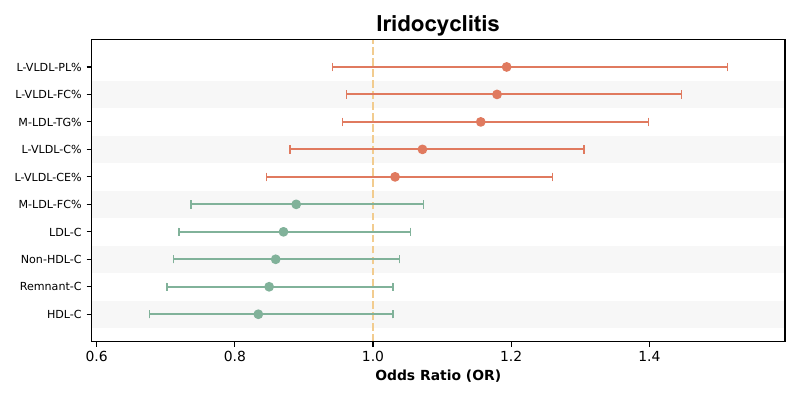 Iridocyclitis
L-VLDL-PL%
L-VLDL-FC%
M-LDL-TG%
L-VLDL-C%
L-VLDL-CE%
M-LDL-FC%
LDL-C
Non-HDL-C
Remnant-C
HDL-C
0.6 0.8 1.0 1.2 1.4
Odds Ratio (OR)